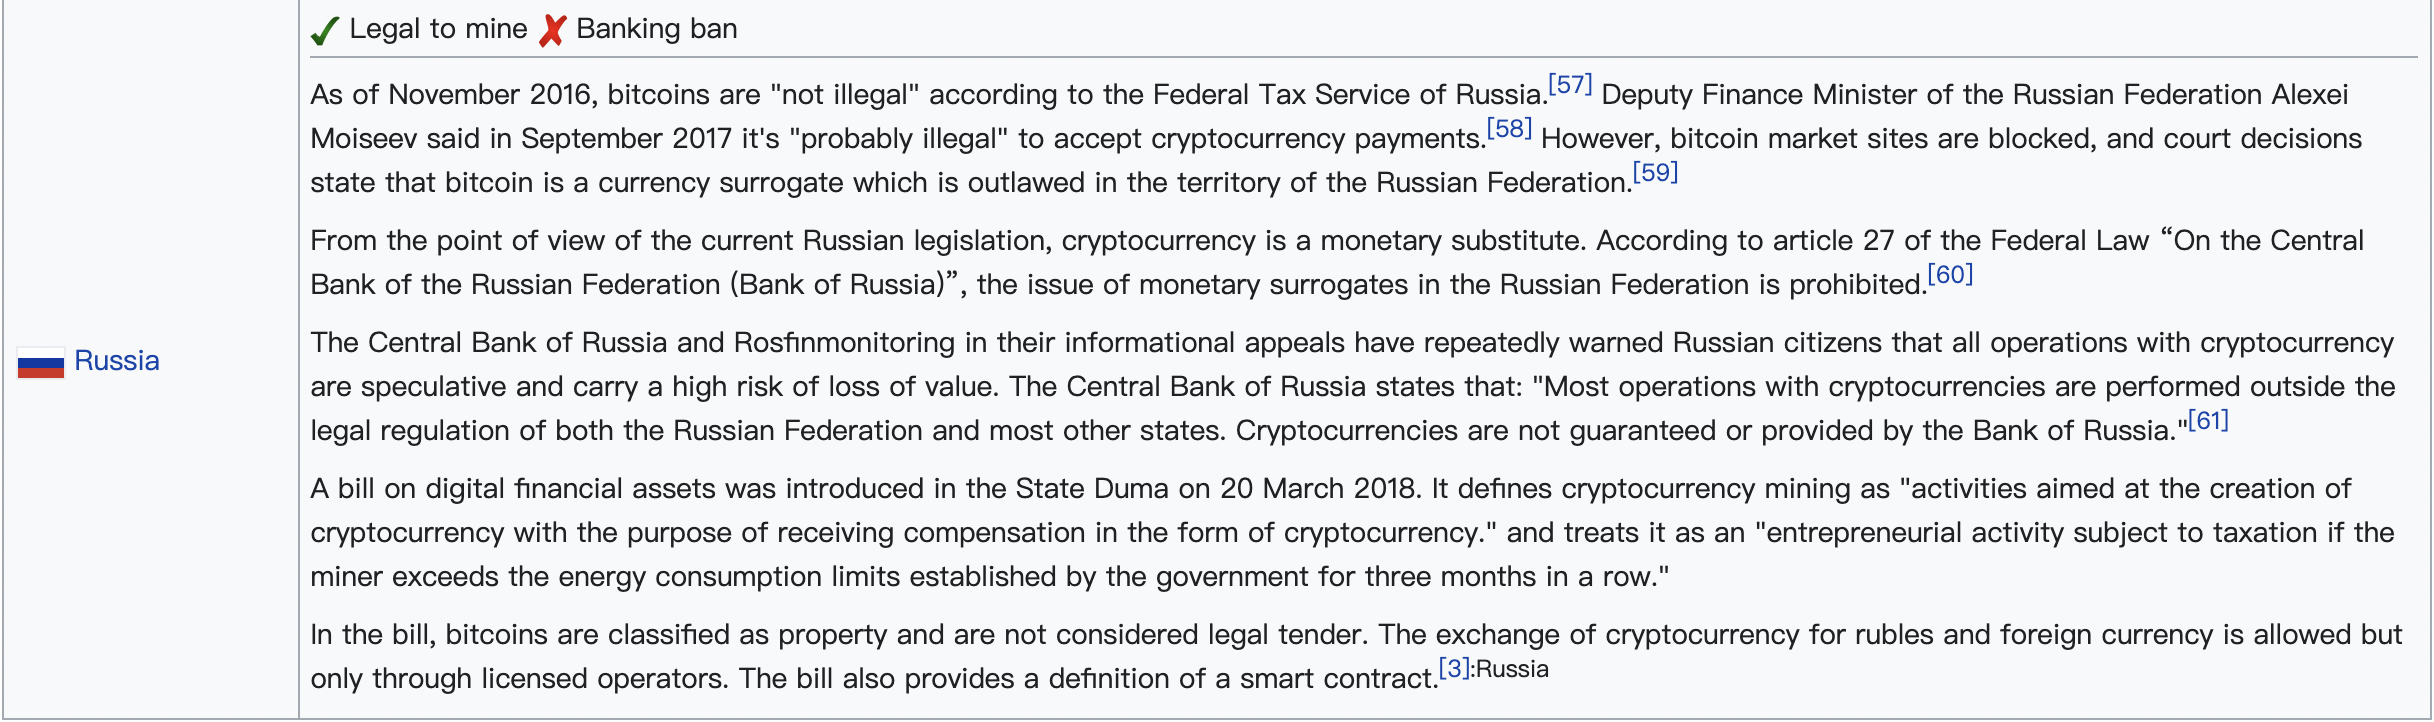 Legal to mine Banking ban
As of November 2016, bitcoins are "not illegal" according to the Federal Tax Service of Russia.[57] Deputy Finance Minister of the Russian Federation Alexei
Moiseev said in September 2017 it's "probably illegal" to accept cryptocurrency payments.[58] However, bitcoin market sites are blocked, and court decisions
state that bitcoin is a currency surrogate which is outlawed in the territory of the Russian Federation.[59]
From the point of view of the current Russian legislation, cryptocurrency is a monetary substitute. According to article 27 of the Federal Law “On the Central
Bank of the Russian Federation (Bank of Russia)”, the issue of monetary surrogates in the Russian Federation is prohibited.[60]
The Central Bank of Russia and Rosfinmonitoring in their informational appeals have repeatedly warned Russian citizens that all operations with cryptocurrency
Russia
are speculative and carry a high risk of loss of value. The Central Bank of Russia states that: "Most operations with cryptocurrencies are performed outside the
legal regulation of both the Russian Federation and most other states. Cryptocurrencies are not guaranteed or provided by the Bank of Russia."[61]
A bill on digital financial assets was introduced in the State Duma on 20 March 2018. It defines cryptocurrency mining as "activities aimed at the creation of
cryptocurrency with the purpose of receiving compensation in the form of cryptocurrency." and treats it as an "entrepreneurial activity subject to taxation if the
miner exceeds the energy consumption limits established by the government for three months in a row."
In the bill, bitcoins are classified as property and are not considered legal tender. The exchange of cryptocurrency for rubles and foreign currency is allowed but
only through licensed operators. The bill also provides a definition of a smart contract.[3]:Russia